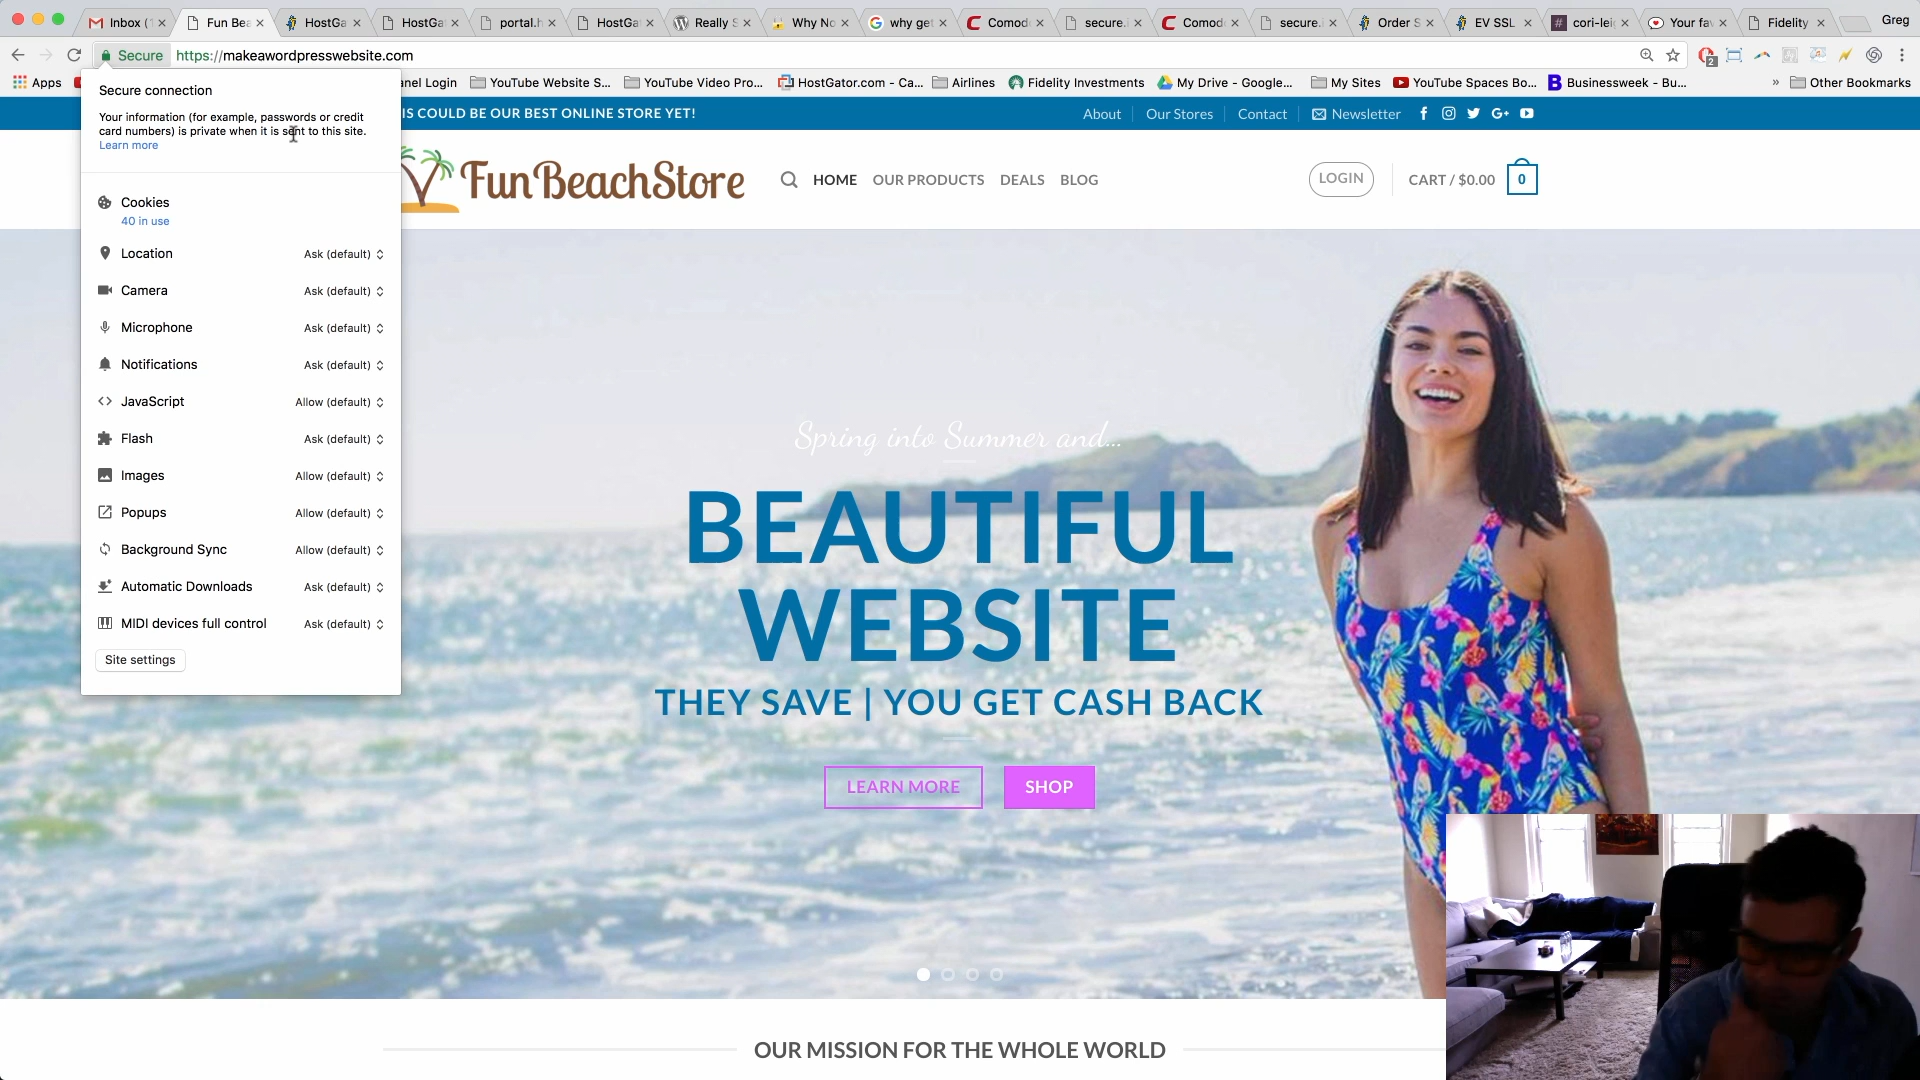 Inbox (1
Fun Bea
HostGa
HostGa
portal.h
HostGa
Really S
Why No
why get
Comod
secure.i
Comod
secure.i
Order S
EV SSL
cori-lei
Your fa
Fidelity
Greg
Secure
https://makeawordpresswebsite.com
2
Apps
anel Login
YouTube Website S...
YouTube Video Pro...
HostGator.com - Ca...
Airlines
Fidelity Investments
My Drive - Google...
My Sites
YouTube Spaces Bo...
Businessweek - Bu...
»
Other Bookmarks
Secure connection
Your information (for example, passwords or credit
card numbers) is private when it is sent to this site.
Learn more
Cookies
40 in use
Location Ask (default)
Camera Ask (default)
Microphone Ask (default)
Notifications Ask (default)
JavaScript Allow (default)
Flash Ask (default)
Images Allow (default)
Popups Allow (default)
Background Sync Allow (default)
Automatic Downloads Ask (default)
MIDI devices full control Ask (default)
Site settings
IS COULD BE OUR BEST ONLINE STORE YET!
About
Our Stores
Contact
Newsletter
G+
FunBeachStore
HOME
OUR PRODUCTS
DEALS
BLOG
LOGIN
CART / $0.00
0
Spring into Summer and...
BEAUTIFUL
WEBSITE
THEY SAVE | YOU GET CASH BACK
LEARN MORE
SHOP
OUR MISSION FOR THE WHOLE WORLD